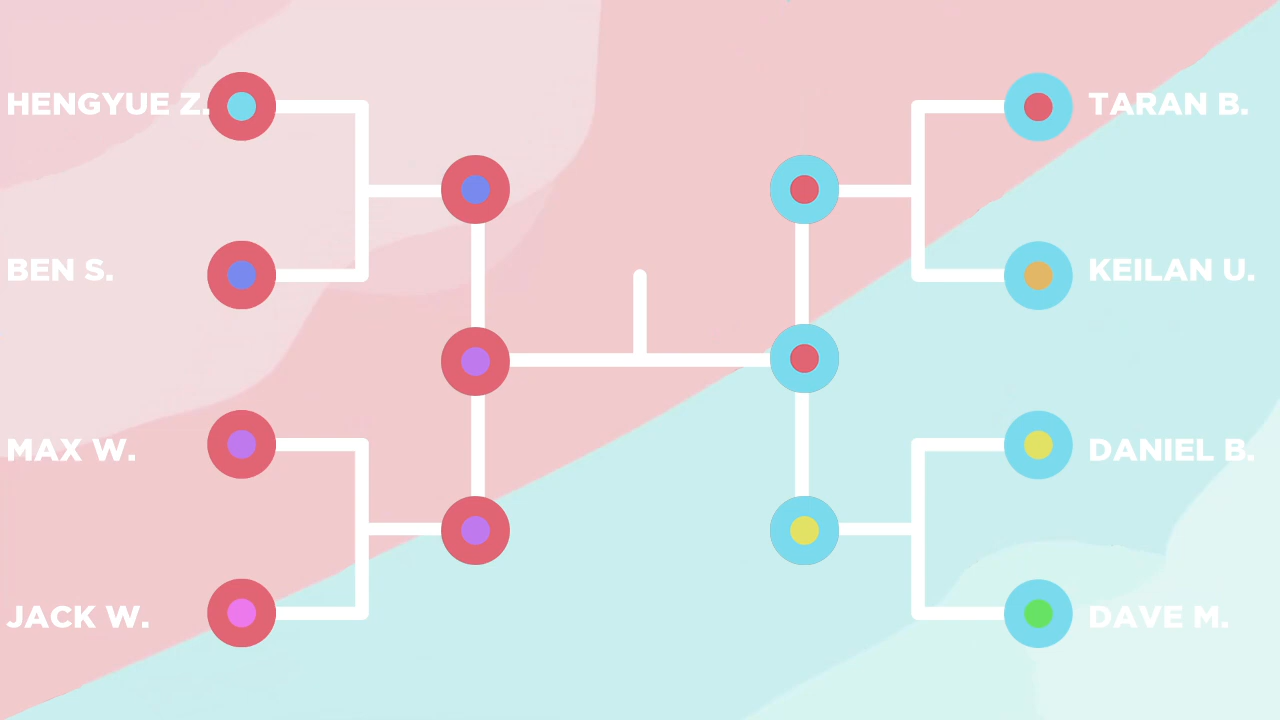 HENGYUE Z.
TARAN B.
BEN S.
KEILAN U.
MAX W.
DANIEL B.
JACK W.
DAVE M.